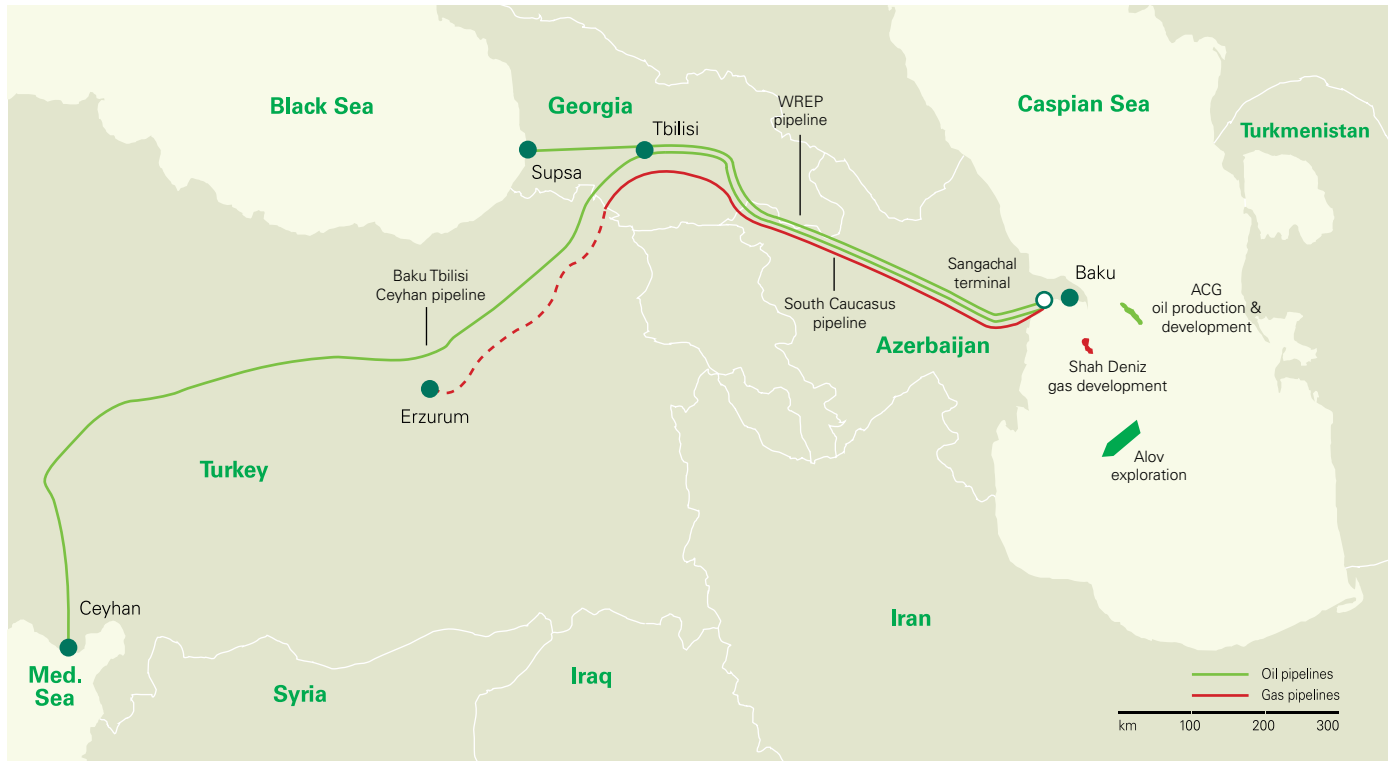 Black Sea
Georgia
WREP
pipeline
Caspian Sea
Turkmenistan
Tbilisi
Supsa
Baku Tbilisi
Ceyhan pipeline
Sangachal
terminal
Baku
ACG
oil production &
development
South Caucasus
pipeline
Azerbaijan
Shah Deniz
gas development
Erzurum
Turkey
Alov
exploration
Ceyhan
Iran
Med.
Sea
Syria
Iraq
Oil pipelines
Gas pipelines
km 100 200 300